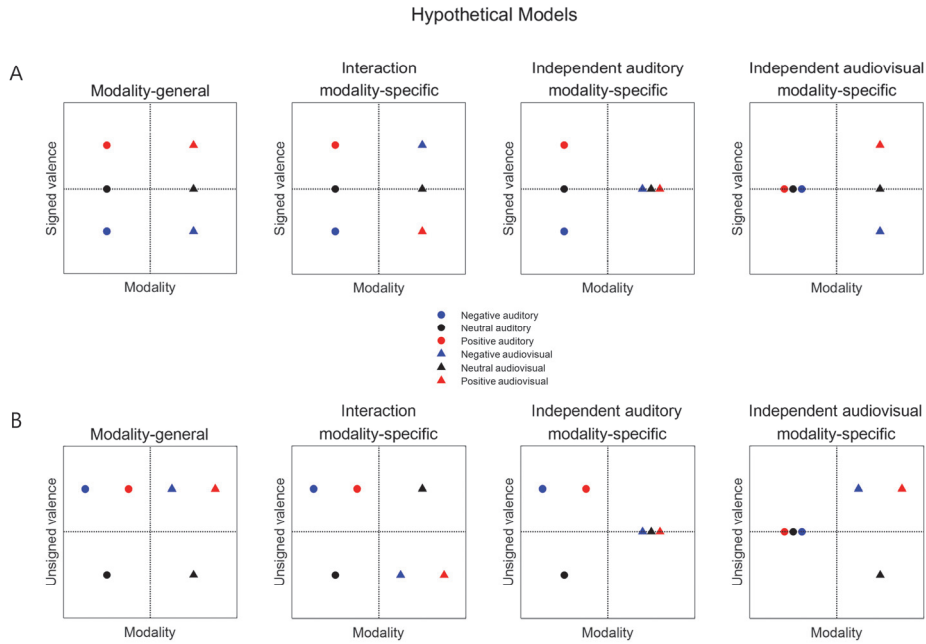 Hypothetical Models
A
Modality-general
Interaction
modality-specific
Independent auditory
modality-specific
Independent audiovisual
modality-specific
Signed valence
Signed valence
Signed valence
Signed valence
Modality
Modality
Modality
Modality
Negative auditory
Neutral auditory
Positive auditory
Negative audiovisual
Neutral audiovisual
Positive audiovisual
B
Modality-general
Interaction
modality-specific
Independent auditory
modality-specific
Independent audiovisual
modality-specific
Unsigned valence
Unsigned valence
Unsigned valence
Unsigned valence
Modality
Modality
Modality
Modality